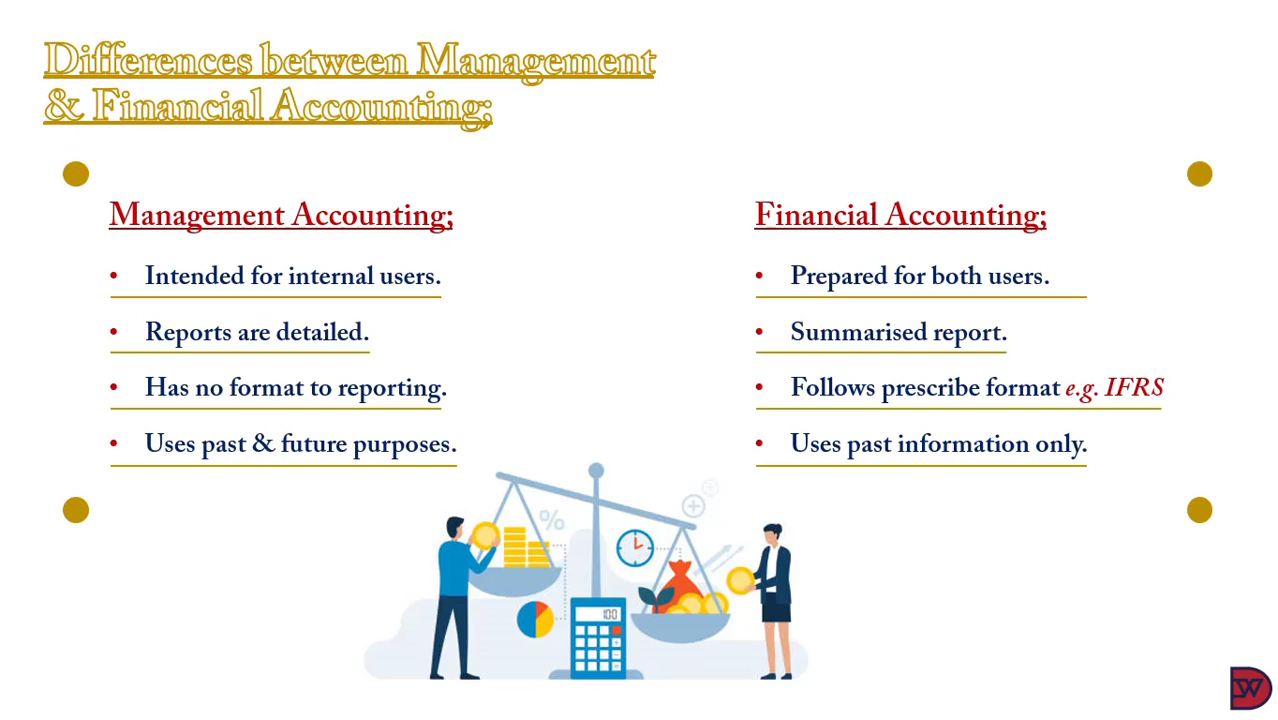 Differences between Management
& Financial Accounting;
Management Accounting;
• Intended for internal users.
• Reports are detailed.
• Has no format to reporting.
• Uses past & future purposes.
Financial Accounting;
• Prepared for both users.
• Summarised report.
• Follows prescribe format e.g. IFRS
• Uses past information only.
%
100
DW